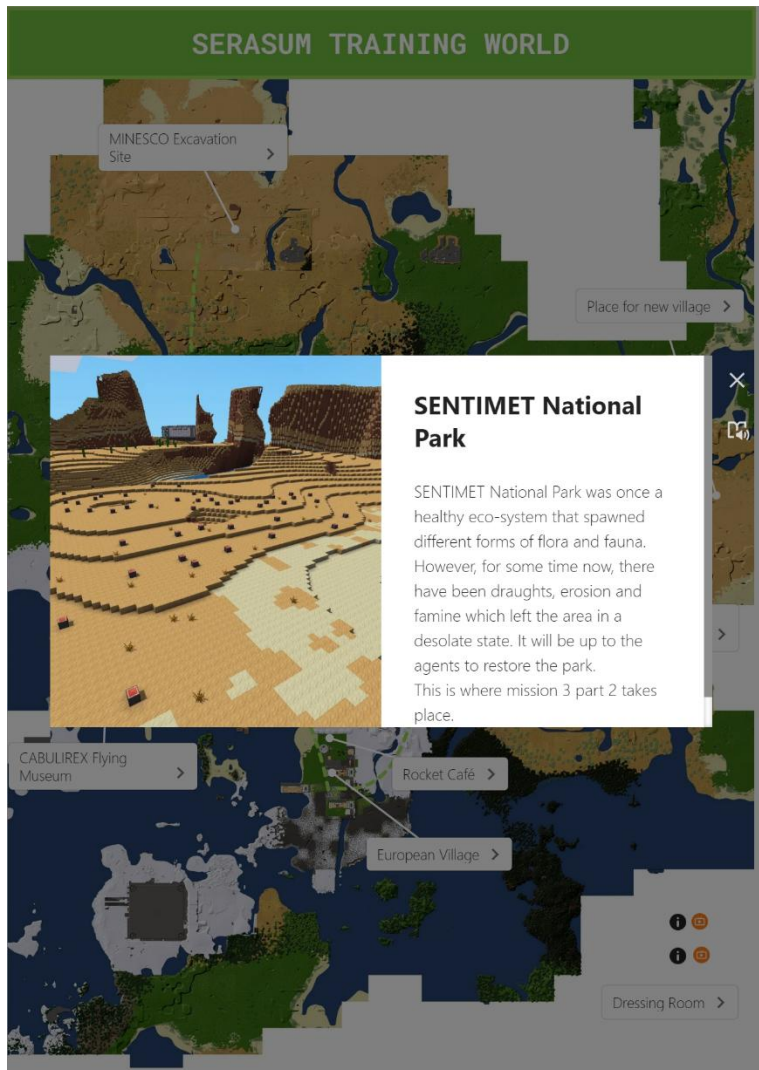 SERASUM TRAINING WORLD
MINESCO Excavation
Site
Place for new village
SENTIMET National
Park
SENTIMET National Park was once a
healthy eco-system that spawned
different forms of flora and fauna.
However, for some time now, there
have been draughts, erosion and
famine which left the area in a
desolate state. It will be up to the
agents to restore the park.
This is where mission 3 part 2 takes
place.
CABULIREX Flying
Museum
Rocket Café
European Village
Dressing Room